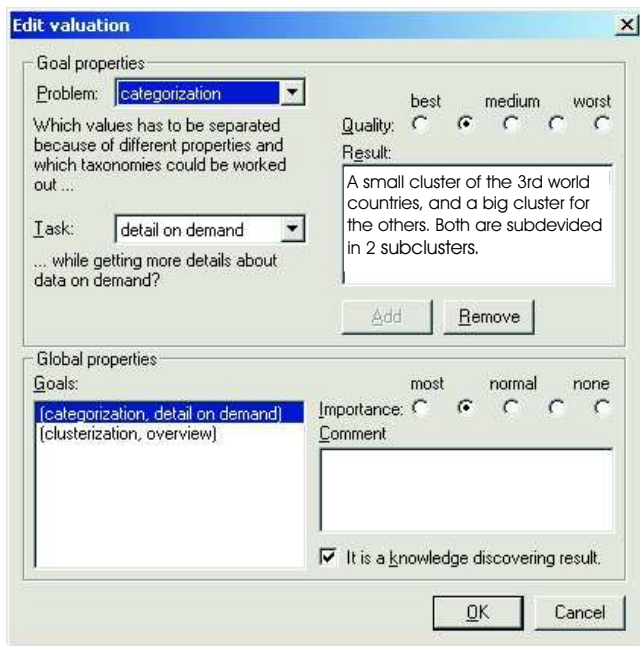 Edit valuation
Goal properties
Problem: categorization
Which values has to be separated
because of different properties and
which taxonomies could be worked
out ...
Task: detail on demand
... while getting more details about
data on demand?
best medium worst
Quality:
Result:
A small cluster of the 3rd world
countries, and a big cluster for
the others. Both are subdevided
in 2 subclusters.
Add Remove
Global properties
Goals:
(categorization, detail on demand)
(clusterization, overview)
most normal none
Importance:
Comment
It is a knowledge discovering result.
OK Cancel